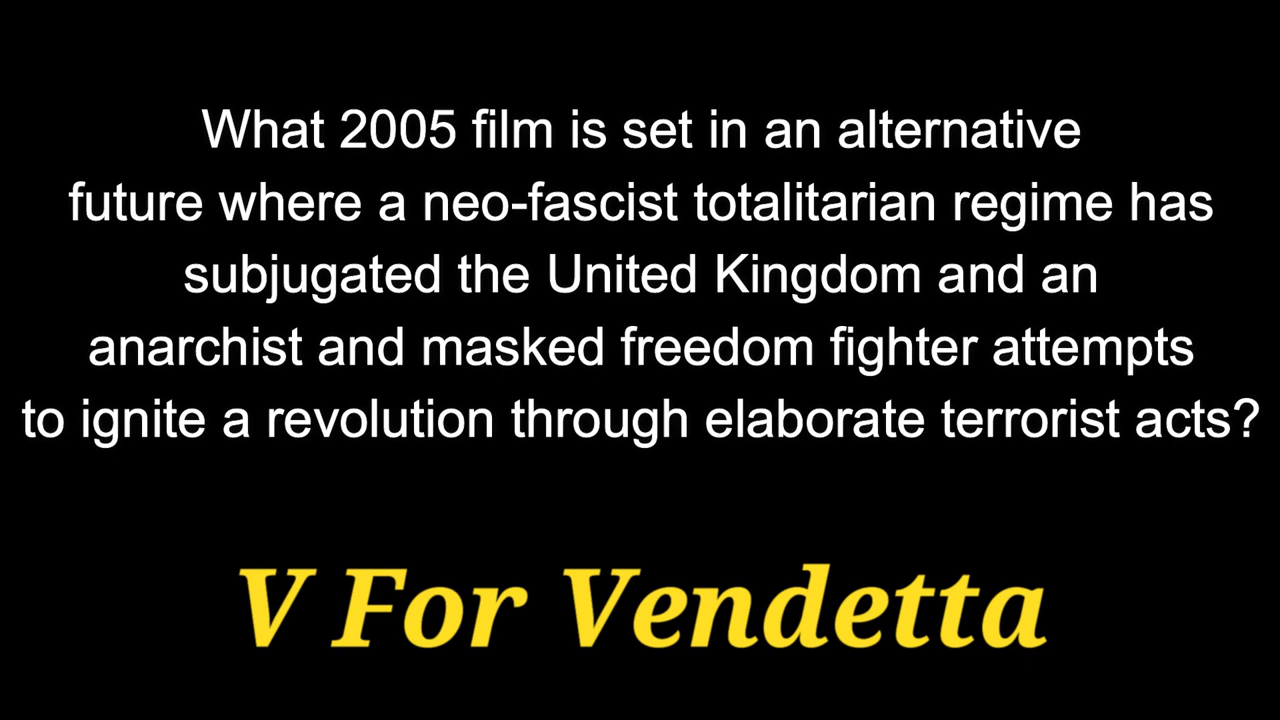 What 2005 film is set in an alternative
future where a neo-fascist totalitarian regime has
subjugated the United Kingdom and an
anarchist and masked freedom fighter attempts
to ignite a revolution through elaborate terrorist acts?
V For Vendetta